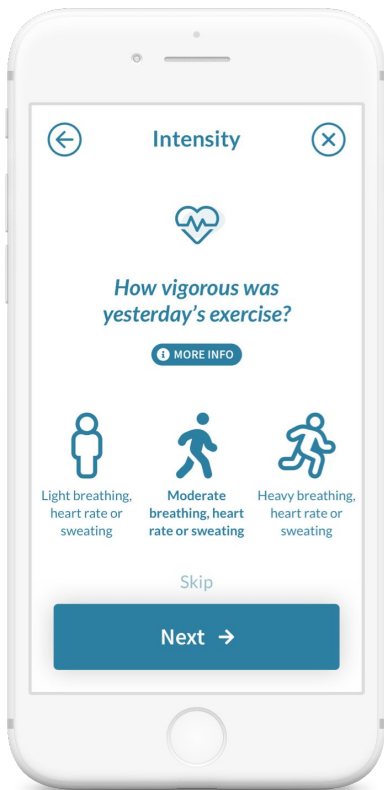 Intensity
How vigorous was
yesterday’s exercise?
MORE INFO
Light breathing,
heart rate or
sweating
Moderate
breathing, heart
rate or sweating
Heavy breathing,
heart rate or
sweating
Skip
Next